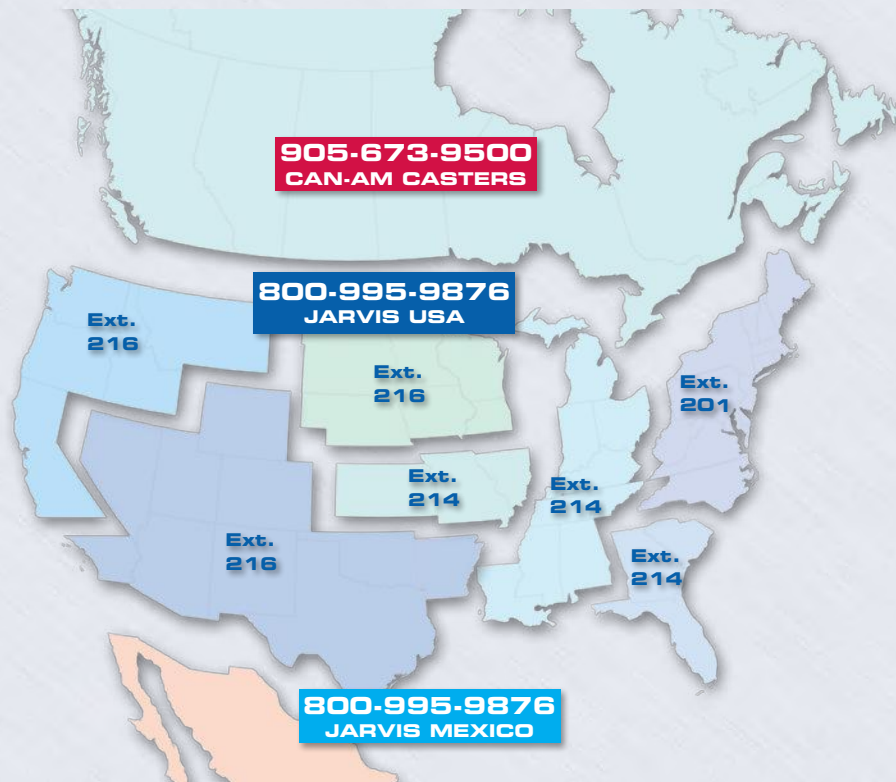 905-673-9500
CAN-AM CASTERS
800-995-9876
JARVIS USA
Ext.
216
Ext.
216
Ext.
201
Ext.
214
Ext.
214
Ext.
216
Ext.
214
800-995-9876
JARVIS MEXICO